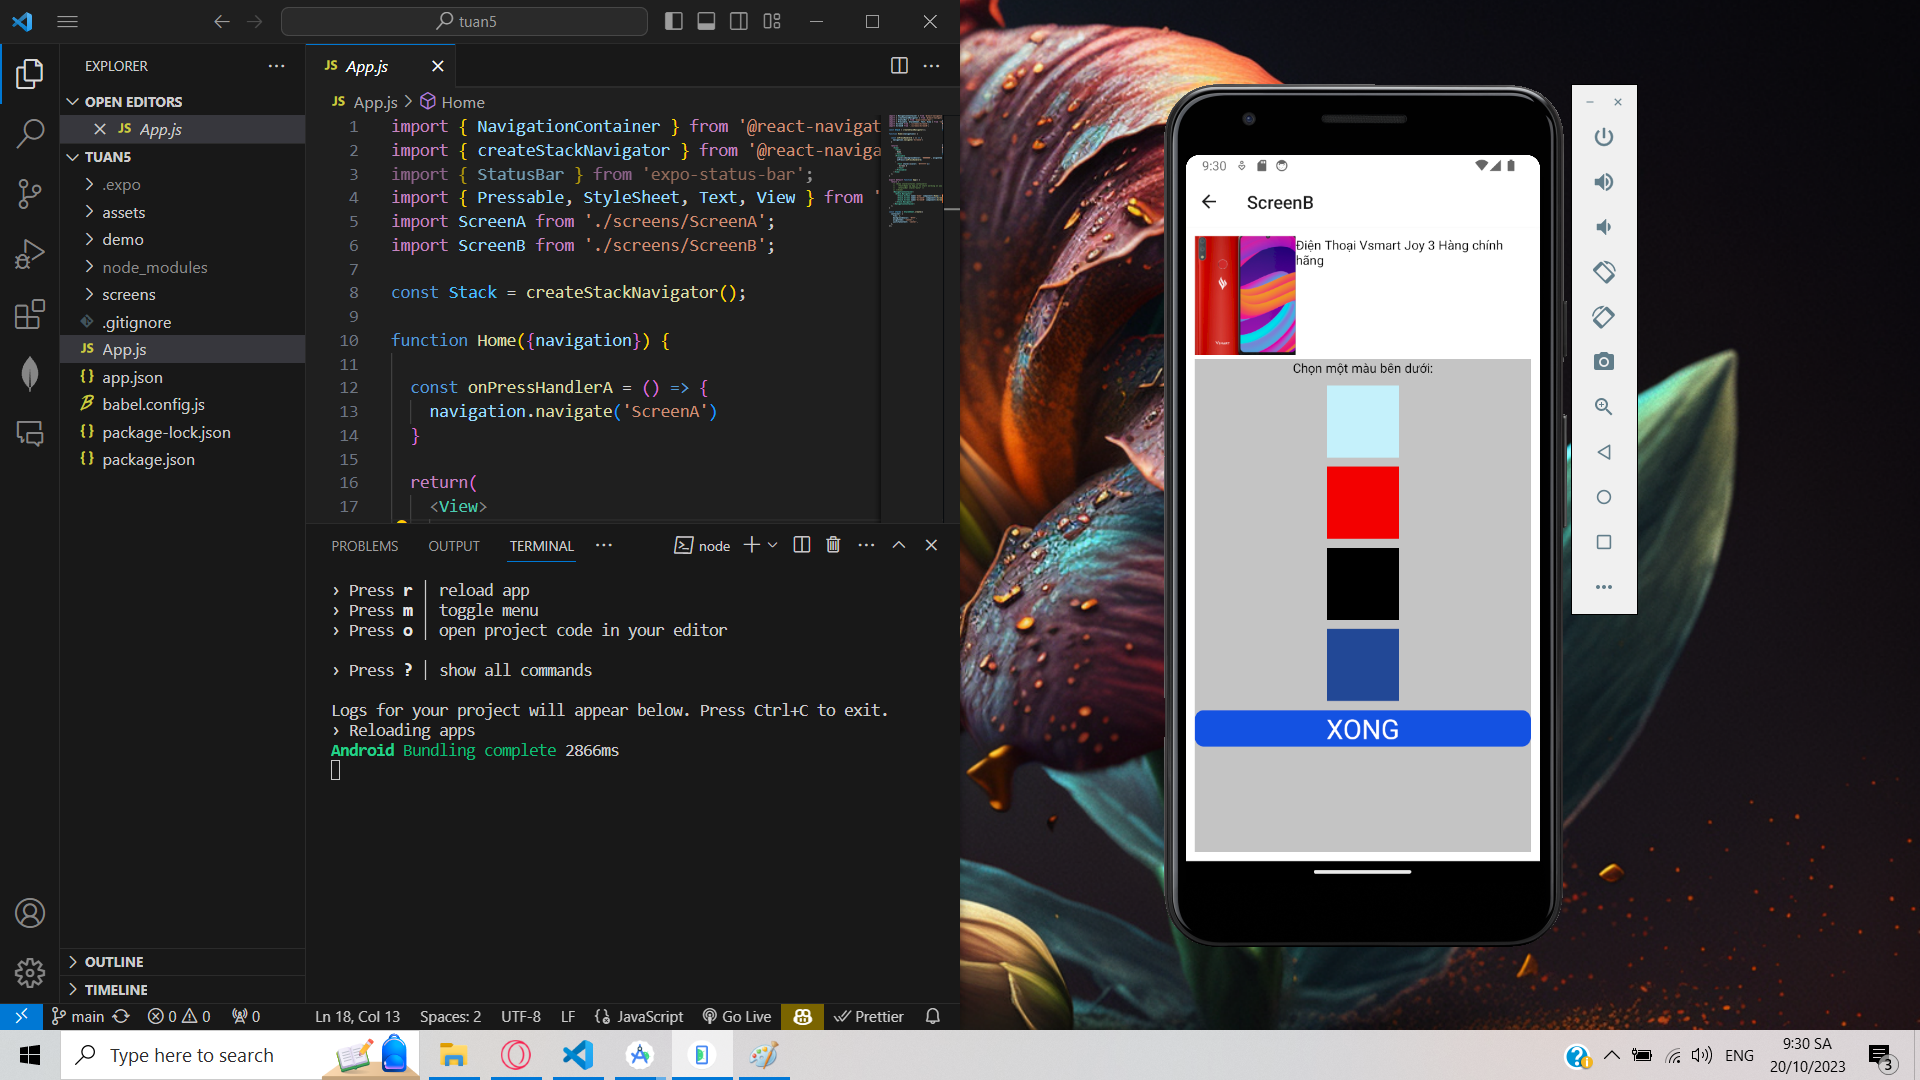 tuan5
EXPLORER
OPEN EDITORS
JS App.js
TUAN5
.expo
assets
demo
node_modules
screens
.gitignore
JS App.js
{} app.json
babel.config.js
{} package-lock.json
{} package.json
OUTLINE
TIMELINE
JS App.js
JS App.js > Home
1 import { NavigationContainer } from '@react-navigat
2 import { createStackNavigator } from '@react-naviga
3 import { StatusBar } from 'expo-status-bar';
4 import { Pressable, StyleSheet, Text, View } from '
5 import ScreenA from './screens/ScreenA';
6 import ScreenB from './screens/ScreenB';
7
8 const Stack = createStackNavigator();
9
10 function Home({navigation}) {
11
12 const onPressHandlerA = () => {
13 navigation.navigate('ScreenA')
14 }
15
16 return(
17 <View>
PROBLEMS OUTPUT TERMINAL ··· node
› Press r │ reload app
› Press m │ toggle menu
› Press o │ open project code in your editor
› Press ? │ show all commands
Logs for your project will appear below. Press Ctrl+C to exit.
› Reloading apps
Android Bundling complete 2866ms
main 0 0 0 Ln 18, Col 13 Spaces: 2 UTF-8 LF {} JavaScript Go Live Prettier
9:30
ScreenB
Điện Thoại Vsmart Joy 3 Hàng chính
hãng
Chọn một màu bên dưới:
XONG
Type here to search
ENG
9:30 SA
20/10/2023
3